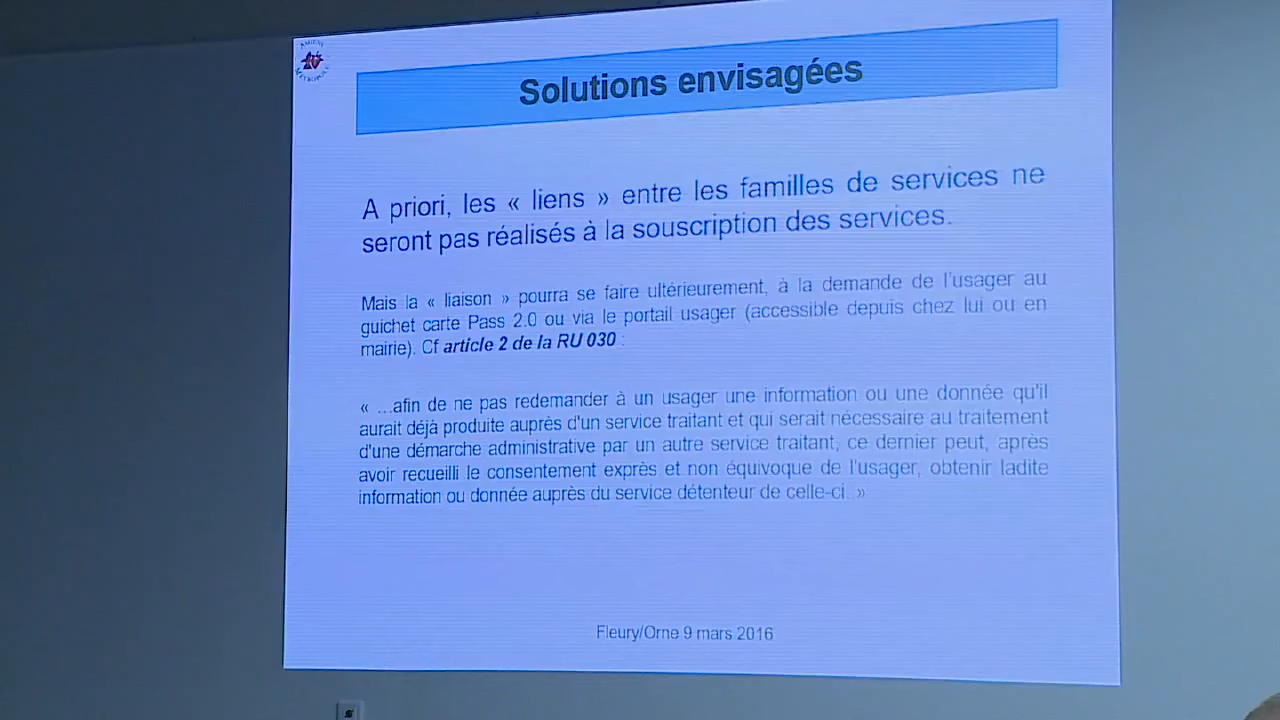 AMIENS
MÉTROPOLE
Solutions envisagées
A priori, les « liens » entre les familles de services ne
seront pas réalisés à la souscription des services.
Mais la « liaison » pourra se faire ultérieurement, à la demande de l'usager au
guichet carte Pass 2.0 ou via le portail usager (accessible depuis chez lui ou en
mairie). Cf article 2 de la RU 030 :
« ...afin de ne pas redemander à un usager une information ou une donnée qu'il
aurait déjà produite auprès d'un service traitant et qui serait nécessaire au traitement
d'une démarche administrative par un autre service traitant, ce dernier peut, après
avoir recueilli le consentement exprès et non équivoque de l'usager, obtenir ladite
information ou donnée auprès du service détenteur de celle-ci. »
Fleury/Orne 9 mars 2016